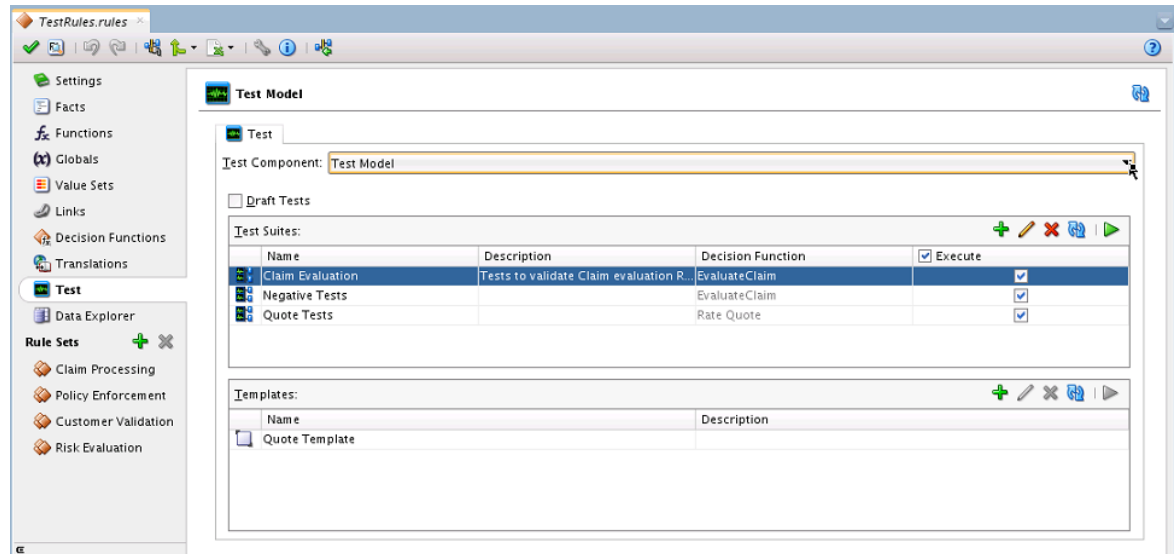 TestRules.rules
Settings
Facts
Functions
Globals
Value Sets
Links
Decision Functions
Translations
Test
Data Explorer
Rule Sets
Claim Processing
Policy Enforcement
Customer Validation
Risk Evaluation
Test Model
Test
Test Component: Test Model
Draft Tests
Test Suites:
Name Description Decision Function Execute
Claim Evaluation Tests to validate Claim evaluation R... EvaluateClaim
Negative Tests EvaluateClaim
Quote Tests Rate Quote
Templates:
Name Description
Quote Template